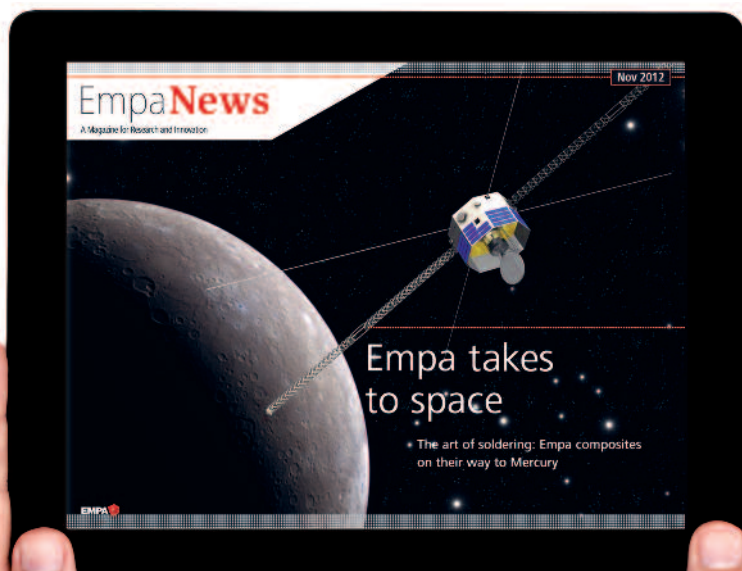 Nov 2012
EmpaNews
A Magazine for Research and Innovation
Empa takes
to space
The art of soldering: Empa composites
on their way to Mercury
EMPA